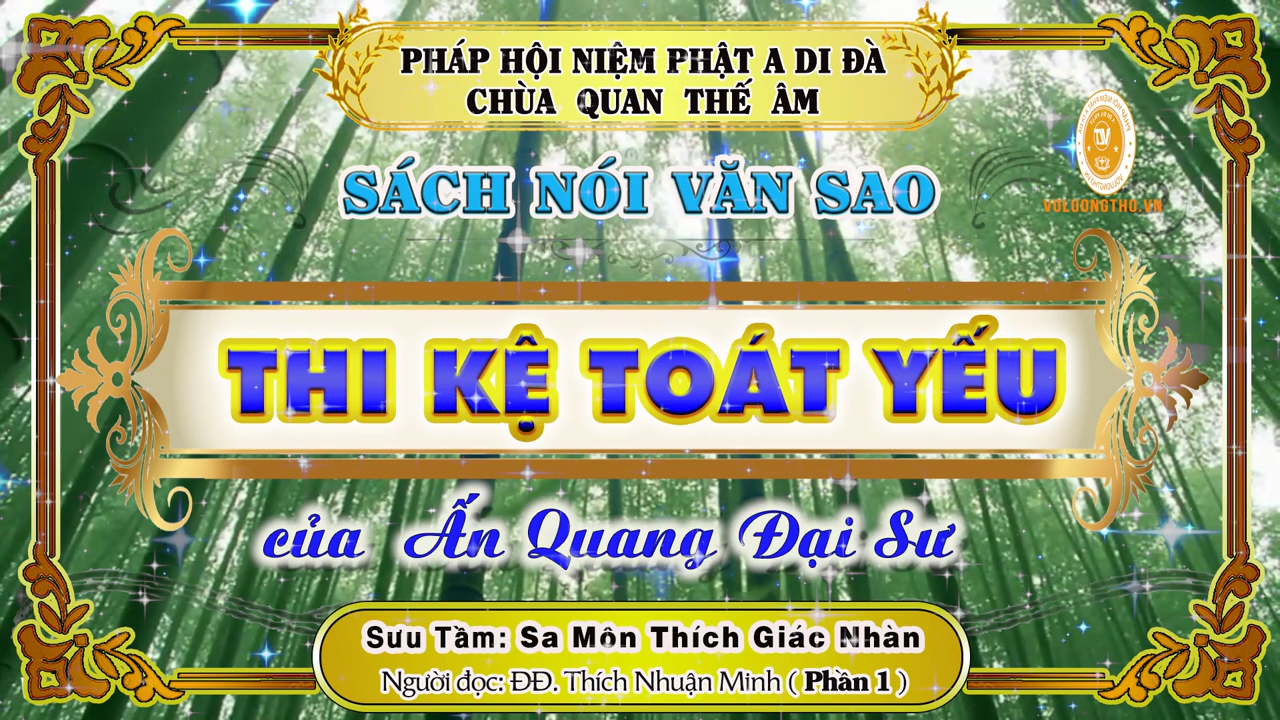 PHÁP HỘI NIỆM PHẬT A DI ĐÀ
CHÙA QUAN THẾ ÂM
SÁCH NÓI VĂN SAO
VOLUONGTHO.VN
THI KỆ TOÁT YẾU
của Ấn Quang Đại Sư
Sưu Tầm: Sa Môn Thích Giác Nhàn
Người đọc: ĐĐ. Thích Nhuận Minh ( Phần 1 )